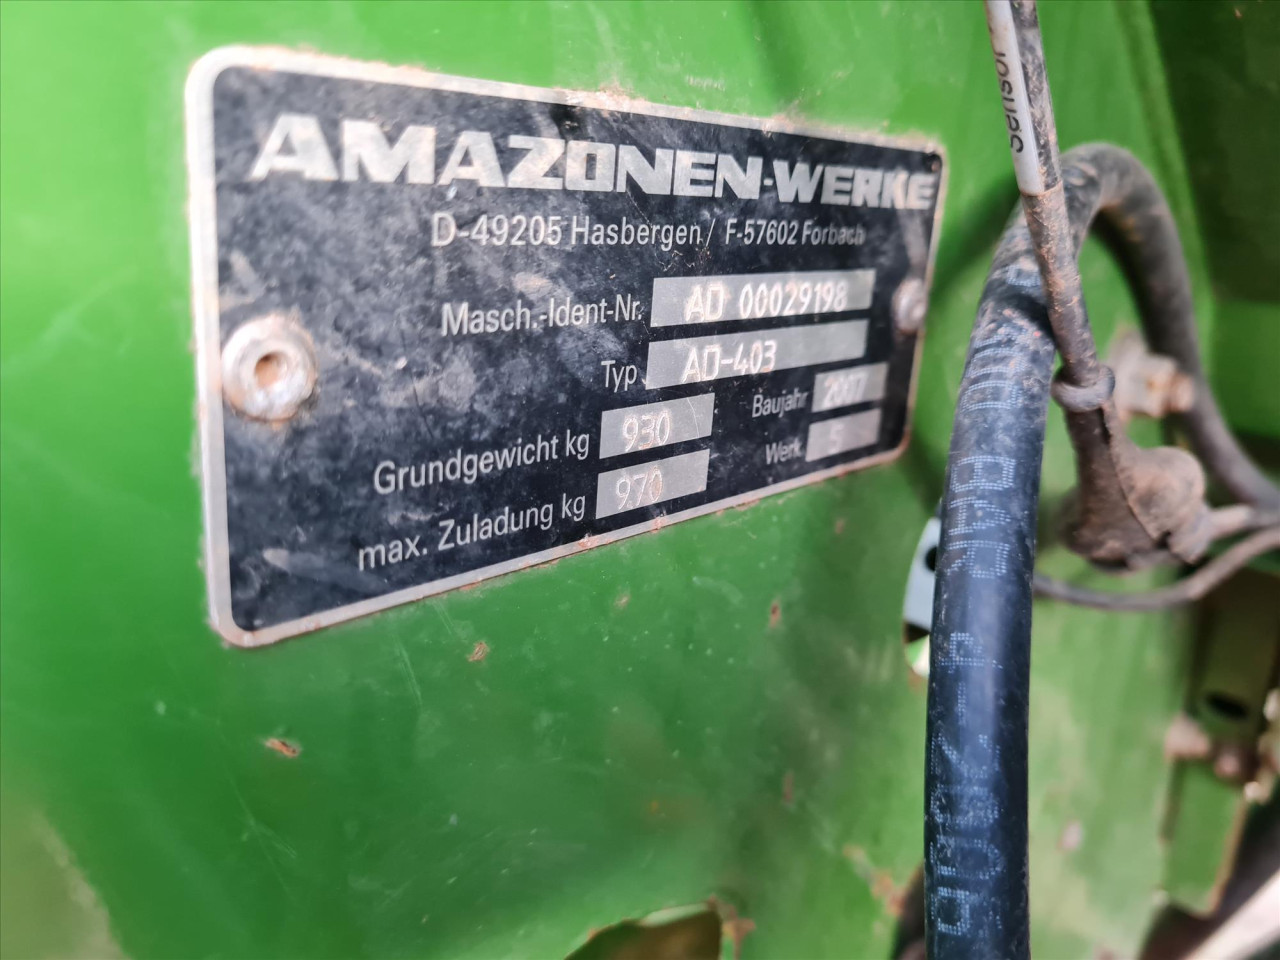 AMAZONEN-WERKE
D-49205 Hasbergen / F-57602 Forbach
Masch.-Ident-Nr. AD 00029198
Typ AD-403
Grundgewicht kg 930 Baujahr 2007
max. Zuladung kg 970 Werk 5
Sensor